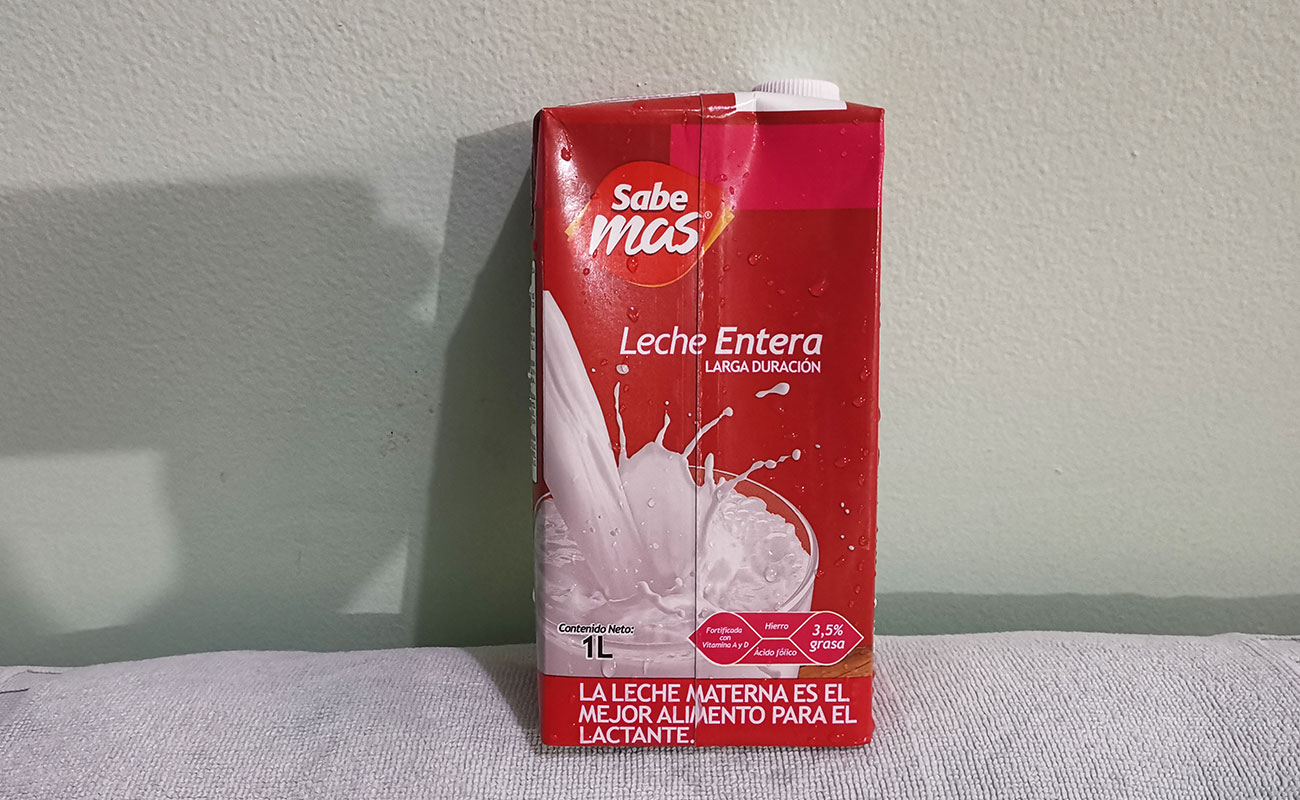 Sabe
mas®
Leche Entera
LARGA DURACIÓN
Contenido Neto:
1L
Fortificada
con
Vitamina A y D
Hierro
Ácido fólico
3,5%
grasa
LA LECHE MATERNA ES EL
MEJOR ALIMENTO PARA EL
LACTANTE.